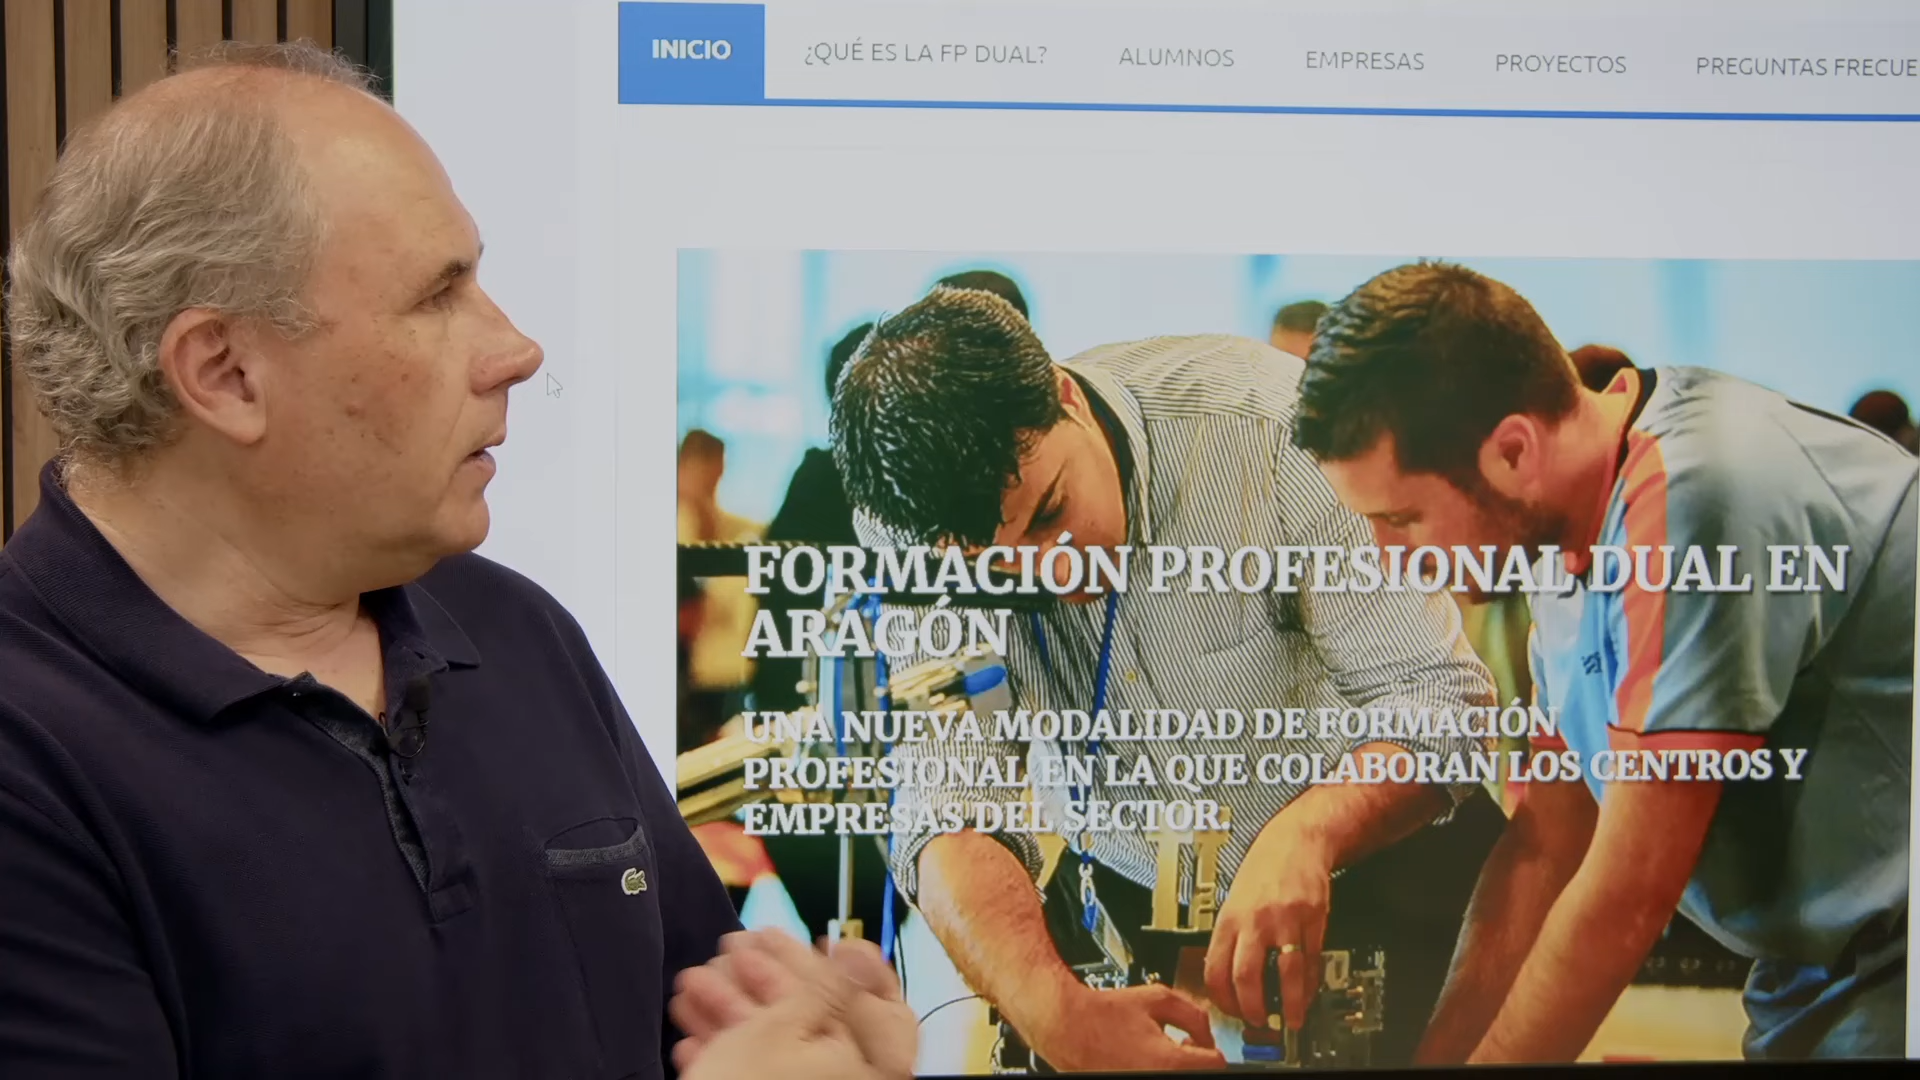 INICIO
¿QUÉ ES LA FP DUAL?
ALUMNOS
EMPRESAS
PROYECTOS
PREGUNTAS FRECUE
FORMACIÓN PROFESIONAL DUAL EN
ARAGÓN
UNA NUEVA MODALIDAD DE FORMACIÓN
PROFESIONAL EN LA QUE COLABORAN LOS CENTROS Y
EMPRESAS DEL SECTOR.